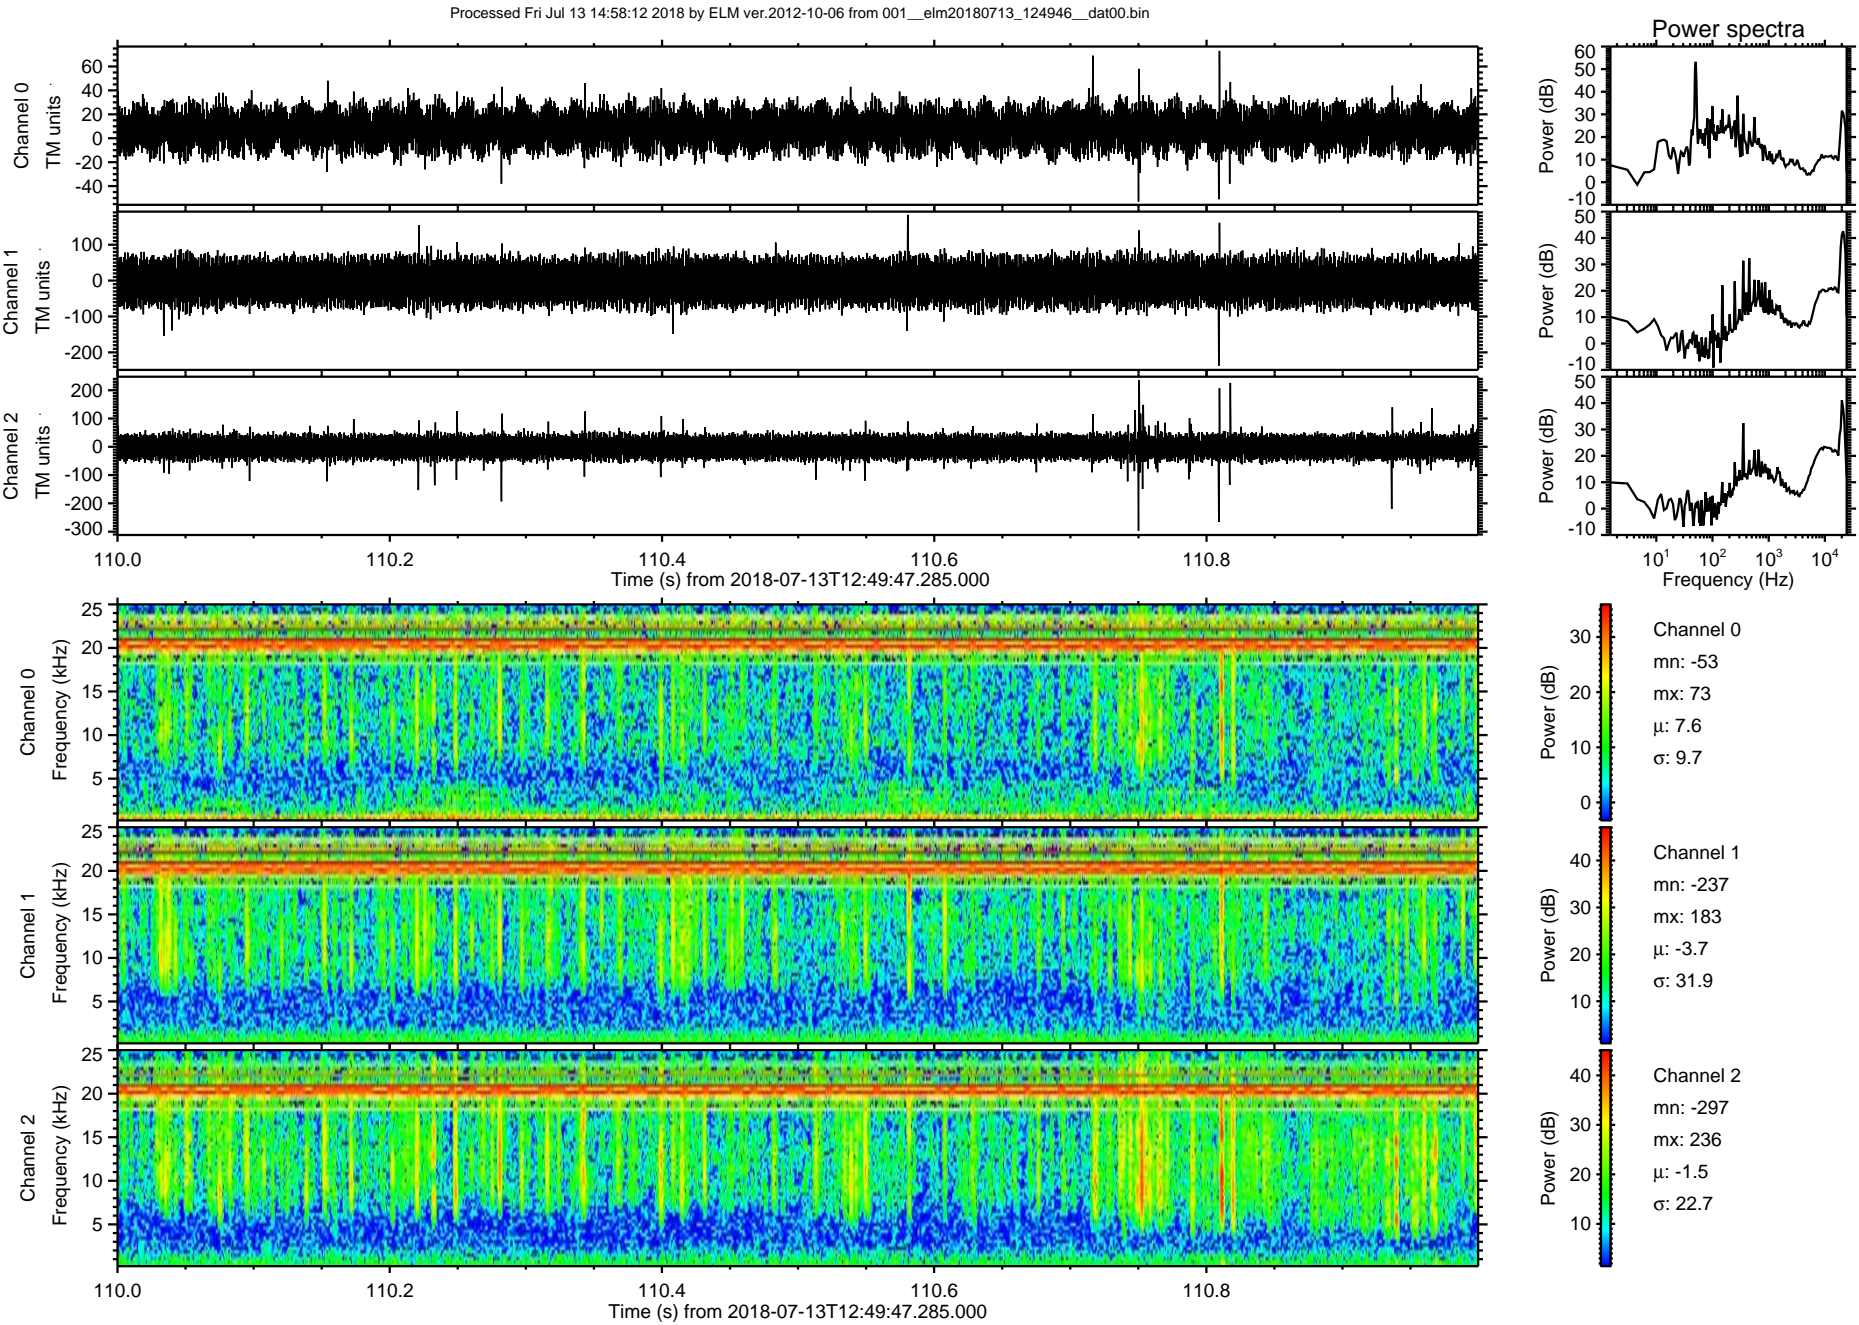 Processed Fri Jul 13 14:58:12 2018 by ELM ver.2012-10-06 from 001__elm20180713_124946__dat00.bin
Power spectra
Channel 0
TM units
60
40
20
0
-20
-40
Power (dB)
60
50
40
30
20
10
0
-10
Channel 1
TM units
100
0
-100
-200
Power (dB)
50
40
30
20
10
0
-10
Channel 2
TM units
200
100
0
-100
-200
-300
Power (dB)
50
40
30
20
10
0
-10
110.0 110.2 110.4 110.6 110.8
Time (s) from 2018-07-13T12:49:47.285.000
10^1 10^2 10^3 10^4
Frequency (Hz)
Channel 0
Frequency (kHz)
25
20
15
10
5
Power (dB)
30
20
10
0
Channel 0
mn: -53
mx: 73
µ: 7.6
σ: 9.7
Channel 1
Frequency (kHz)
25
20
15
10
5
Power (dB)
40
30
20
10
Channel 1
mn: -237
mx: 183
µ: -3.7
σ: 31.9
Channel 2
Frequency (kHz)
25
20
15
10
5
Power (dB)
40
30
20
10
Channel 2
mn: -297
mx: 236
µ: -1.5
σ: 22.7
110.0 110.2 110.4 110.6 110.8
Time (s) from 2018-07-13T12:49:47.285.000